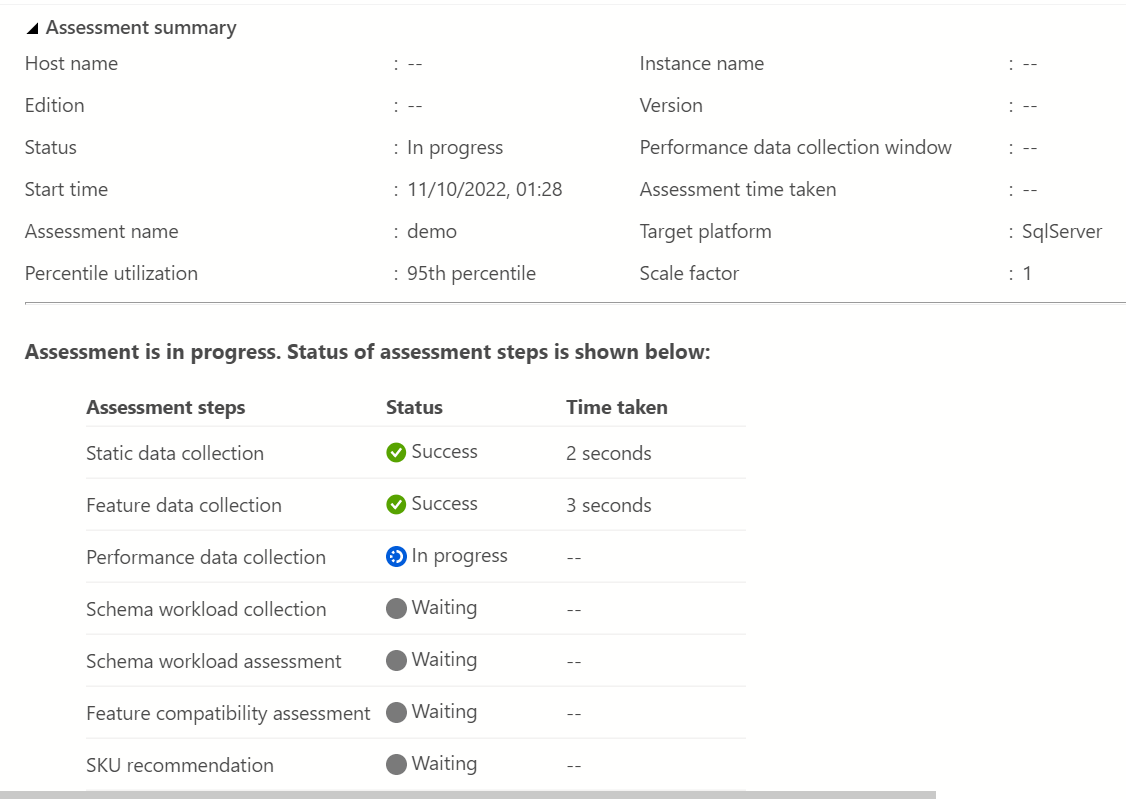 Assessment summary
Host name : -- Instance name : --
Edition : -- Version : --
Status : In progress Performance data collection window : --
Start time : 11/10/2022, 01:28 Assessment time taken : --
Assessment name : demo Target platform : SqlServer
Percentile utilization : 95th percentile Scale factor : 1
Assessment is in progress. Status of assessment steps is shown below:
Assessment steps Status Time taken
Static data collection Success 2 seconds
Feature data collection Success 3 seconds
Performance data collection In progress --
Schema workload collection Waiting --
Schema workload assessment Waiting --
Feature compatibility assessment Waiting --
SKU recommendation Waiting --